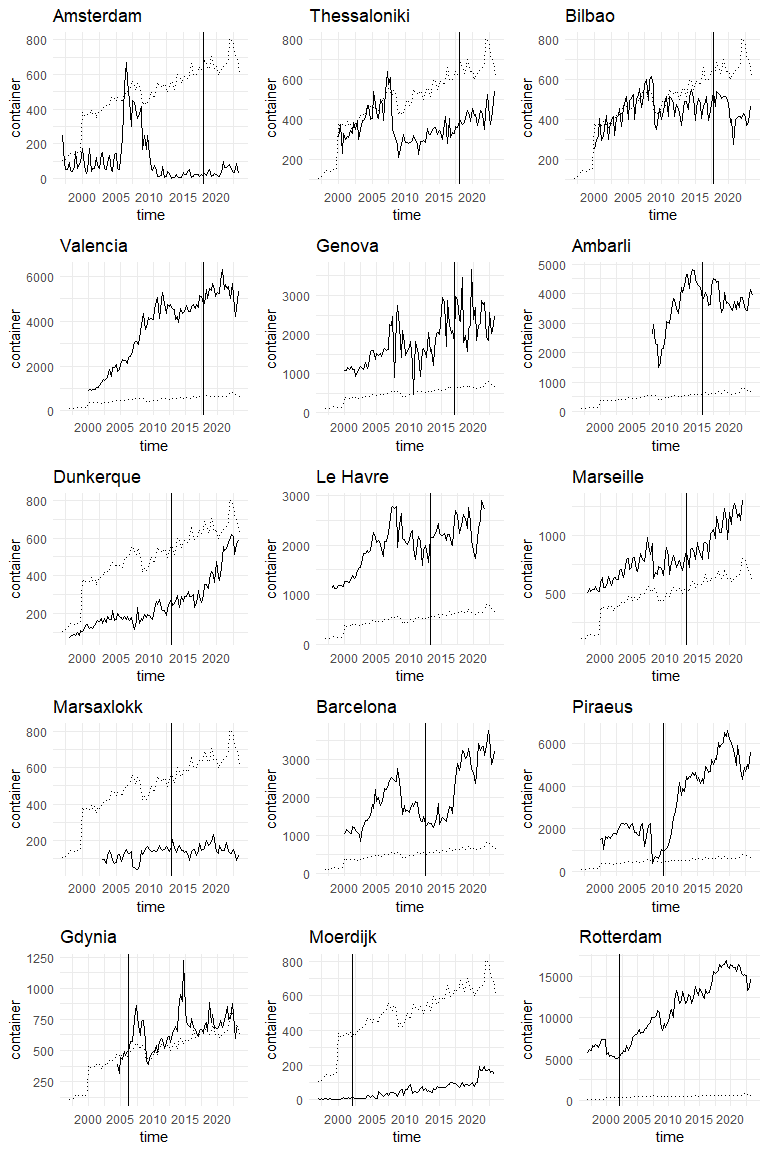 Amsterdam
Thessaloniki
Bilbao
container
800
600
400
200
0
2000 2005 2010 2015 2020
time
container
800
600
400
200
2000 2005 2010 2015 2020
time
container
800
600
400
200
2000 2005 2010 2015 2020
time
Valencia
Genova
Ambarli
container
6000
4000
2000
0
2000 2005 2010 2015 2020
time
container
3000
2000
1000
0
2000 2005 2010 2015 2020
time
container
5000
4000
3000
2000
1000
0
2000 2005 2010 2015 2020
time
Dunkerque
Le Havre
Marseille
container
800
600
400
200
2000 2005 2010 2015 2020
time
container
3000
2000
1000
0
2000 2005 2010 2015 2020
time
container
1000
500
2000 2005 2010 2015 2020
time
Marsaxlokk
Barcelona
Piraeus
container
800
600
400
200
2000 2005 2010 2015 2020
time
container
3000
2000
1000
0
2000 2005 2010 2015 2020
time
container
6000
4000
2000
0
2000 2005 2010 2015 2020
time
Gdynia
Moerdijk
Rotterdam
container
1250
1000
750
500
250
2000 2005 2010 2015 2020
time
container
800
600
400
200
0
2000 2005 2010 2015 2020
time
container
15000
10000
5000
0
2000 2005 2010 2015 2020
time